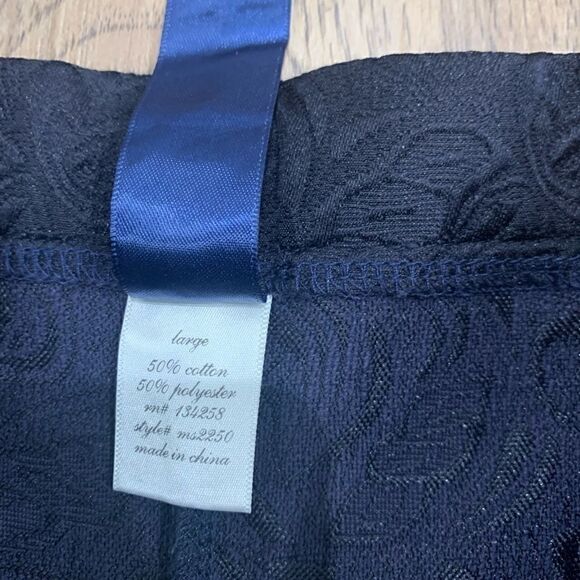 large
50% cotton
50% polyester
rn# 134258
style# ms2250
made in china